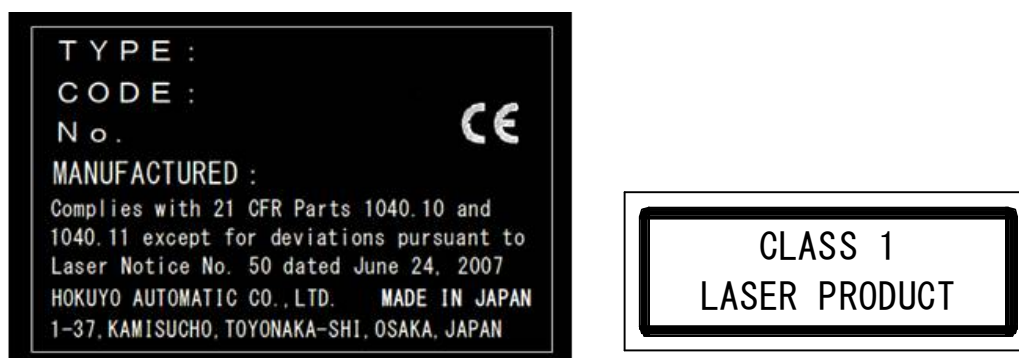 TYPE:
CODE:
No.
CE
MANUFACTURED :
Complies with 21 CFR Parts 1040.10 and
1040.11 except for deviations pursuant to
Laser Notice No. 50 dated June 24, 2007
HOKUYO AUTOMATIC CO.,LTD. MADE IN JAPAN
1-37,KAMISUCHO,TOYONAKA-SHI,OSAKA,JAPAN
CLASS 1
LASER PRODUCT